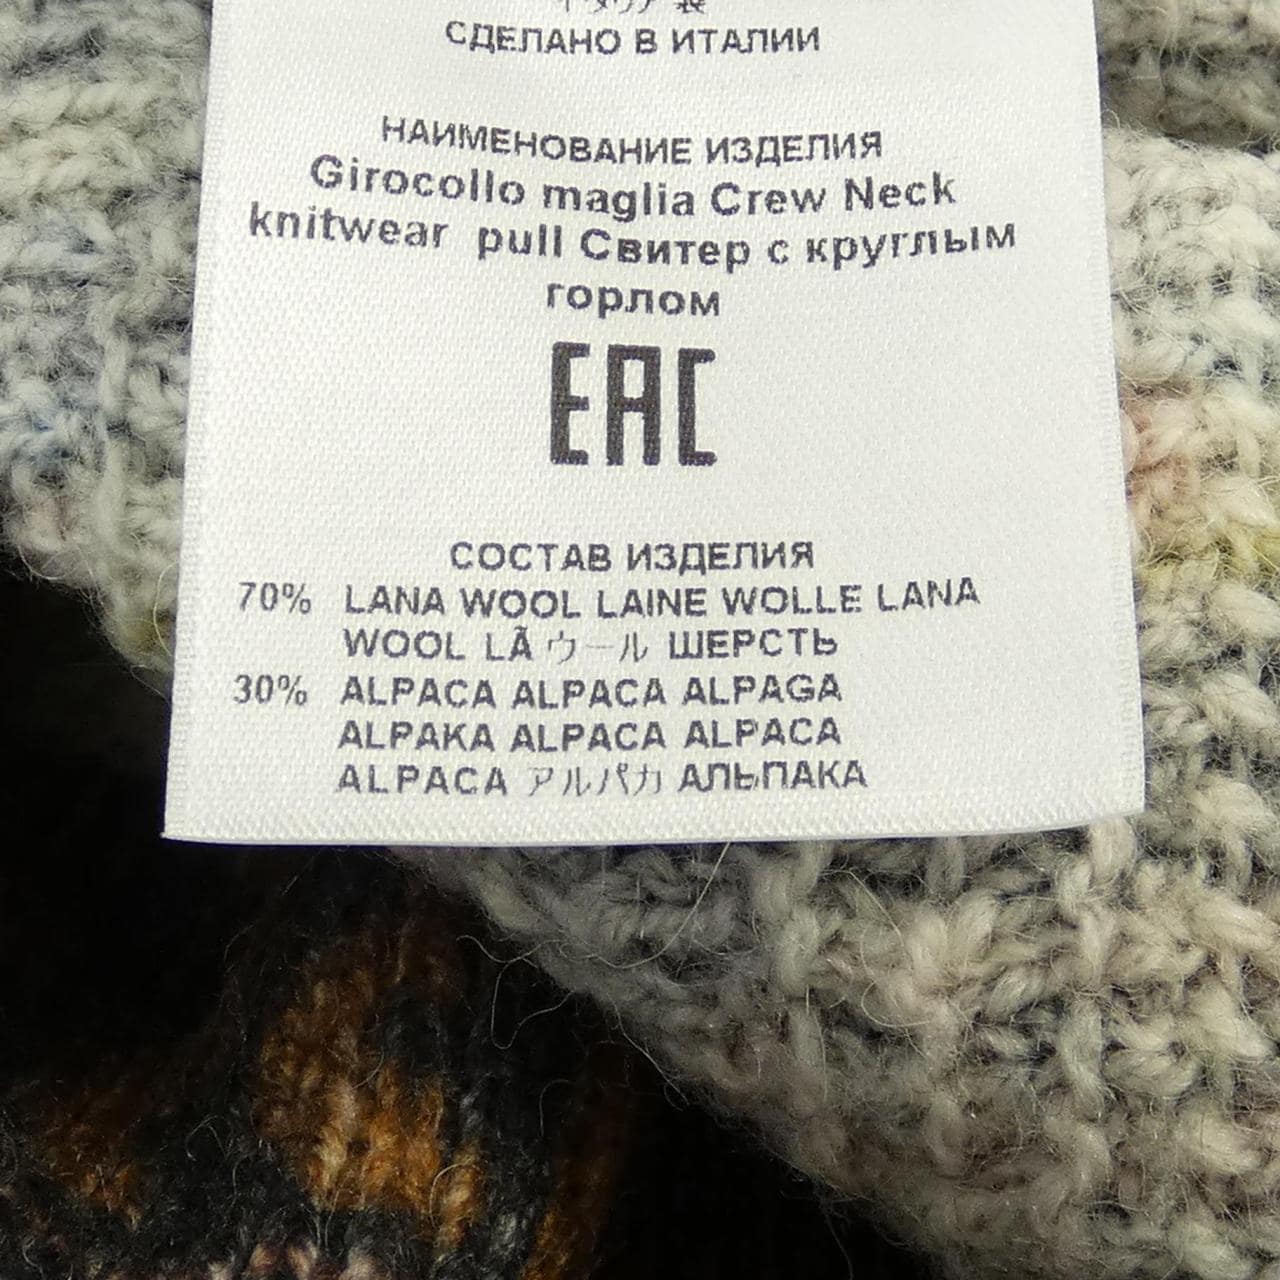 СДЕЛАНО В ИТАЛИИ
НАИМЕНОВАНИЕ ИЗДЕЛИЯ
Girocollo maglia Crew Neck
knitwear pull Свитер с круглым
горлом
EAC
СОСТАВ ИЗДЕЛИЯ
70% LANA WOOL LAINE WOLLE LANA
WOOL LÃ ウール ШЕРСТЬ
30% ALPACA ALPACA ALPAGA
ALPAKA ALPACA ALPACA
ALPACA アルパカ АЛЬПАКА